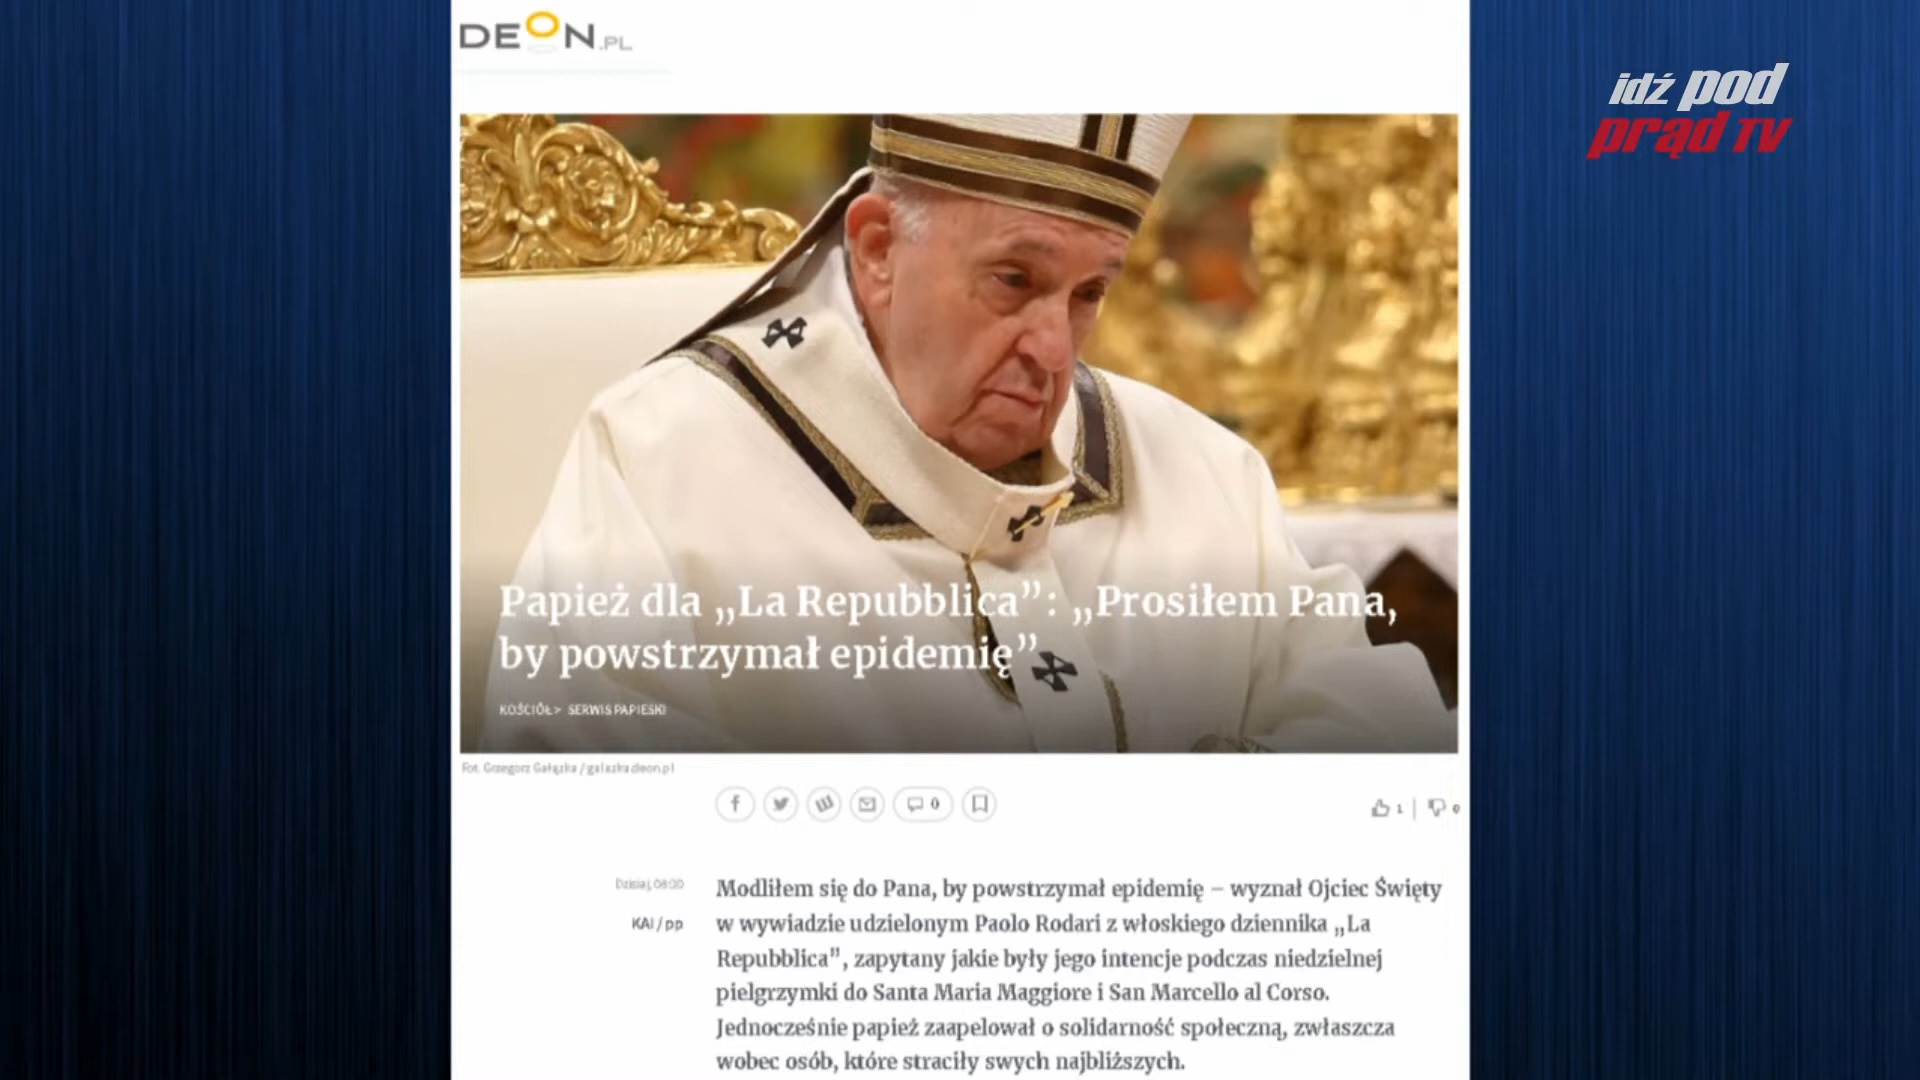 DEON.PL
idź pod
prąd TV
Papież dla „La Repubblica”: „Prosiłem Pana,
by powstrzymał epidemię”
KOŚCIÓŁ > SERWIS PAPIESKI
Fot. Grzegorz Gałązka / galazka.deon.pl
0
1 | 0
Dzisiaj, 08:00
KAI / pp
Modliłem się do Pana, by powstrzymał epidemię – wyznał Ojciec Święty
w wywiadzie udzielonym Paolo Rodari z włoskiego dziennika „La
Repubblica”, zapytany jakie były jego intencje podczas niedzielnej
pielgrzymki do Santa Maria Maggiore i San Marcello al Corso.
Jednocześnie papież zaapelował o solidarność społeczną, zwłaszcza
wobec osób, które straciły swych najbliższych.